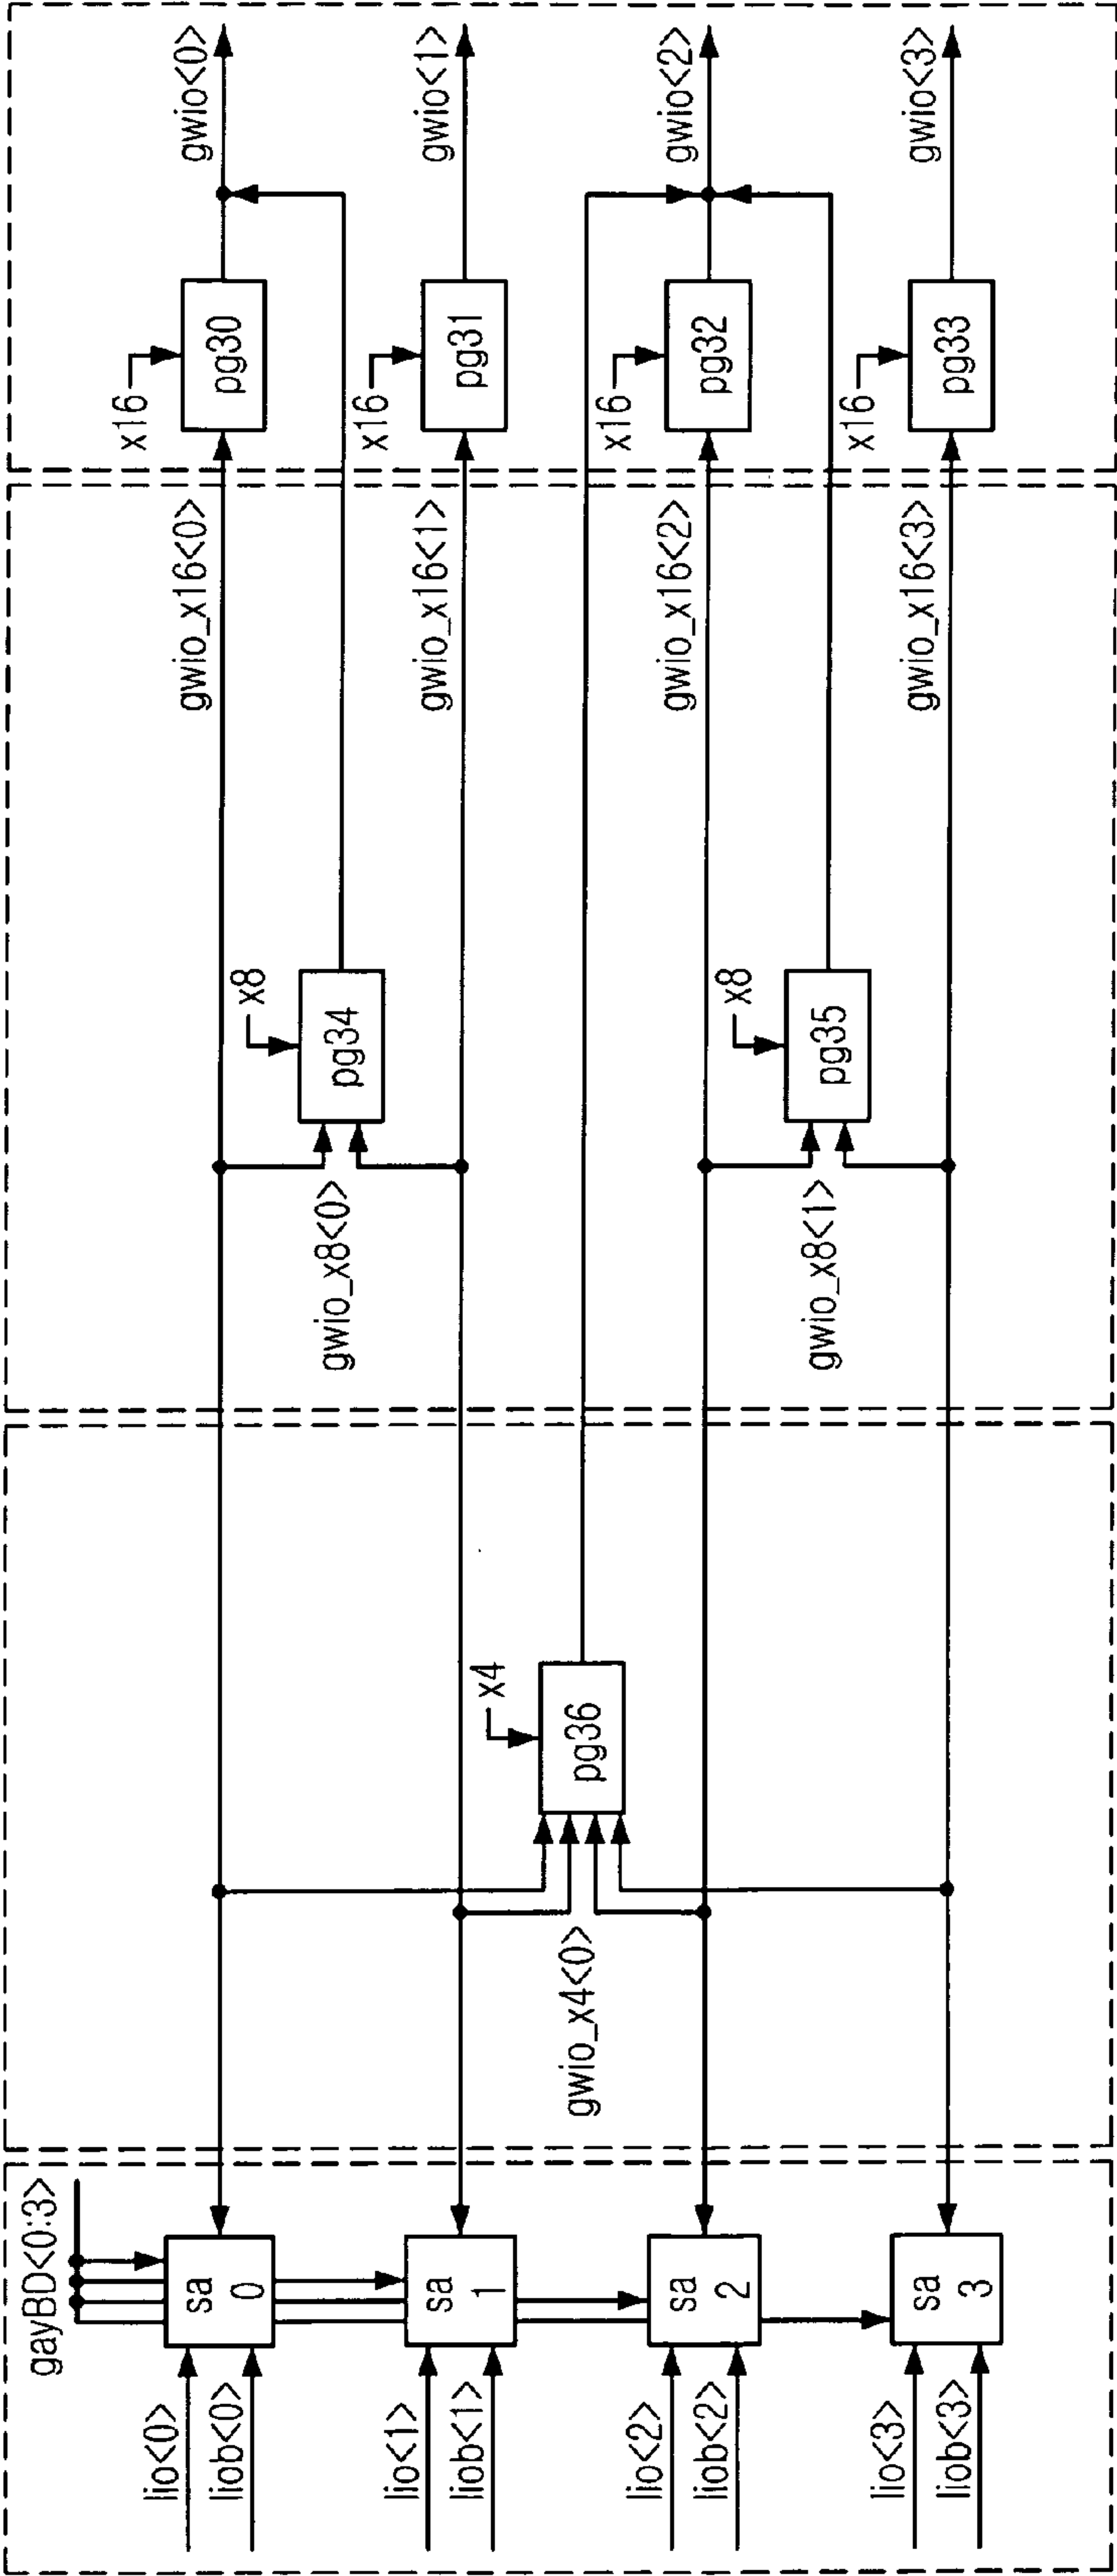 gayBD<0:3>
lio<0>
liob<0>
sa
0
lio<1>
liob<1>
sa
1
lio<2>
liob<2>
sa
2
lio<3>
liob<3>
sa
3
gwio_x4<0>
x4
pg36
gwio_x8<0>
x8
pg34
gwio_x8<1>
x8
pg35
gwio_x16<0>
gwio_x16<1>
gwio_x16<2>
gwio_x16<3>
x16
pg30
x16
pg31
x16
pg32
x16
pg33
gwio<0>
gwio<1>
gwio<2>
gwio<3>